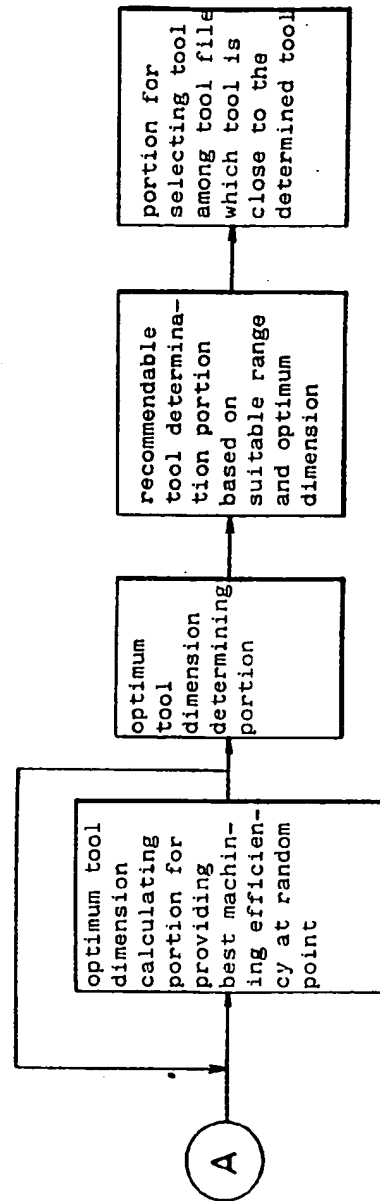 A
optimum tool
dimension
calculating
portion for
providing
best machin-
ing efficien-
cy at random
point
optimum
tool
dimension
determining
portion
recommendable
tool determina-
tion portion
based on
suitable range
and optimum
dimension
portion for
selecting tool
among tool file
which tool is
close to the
determined tool